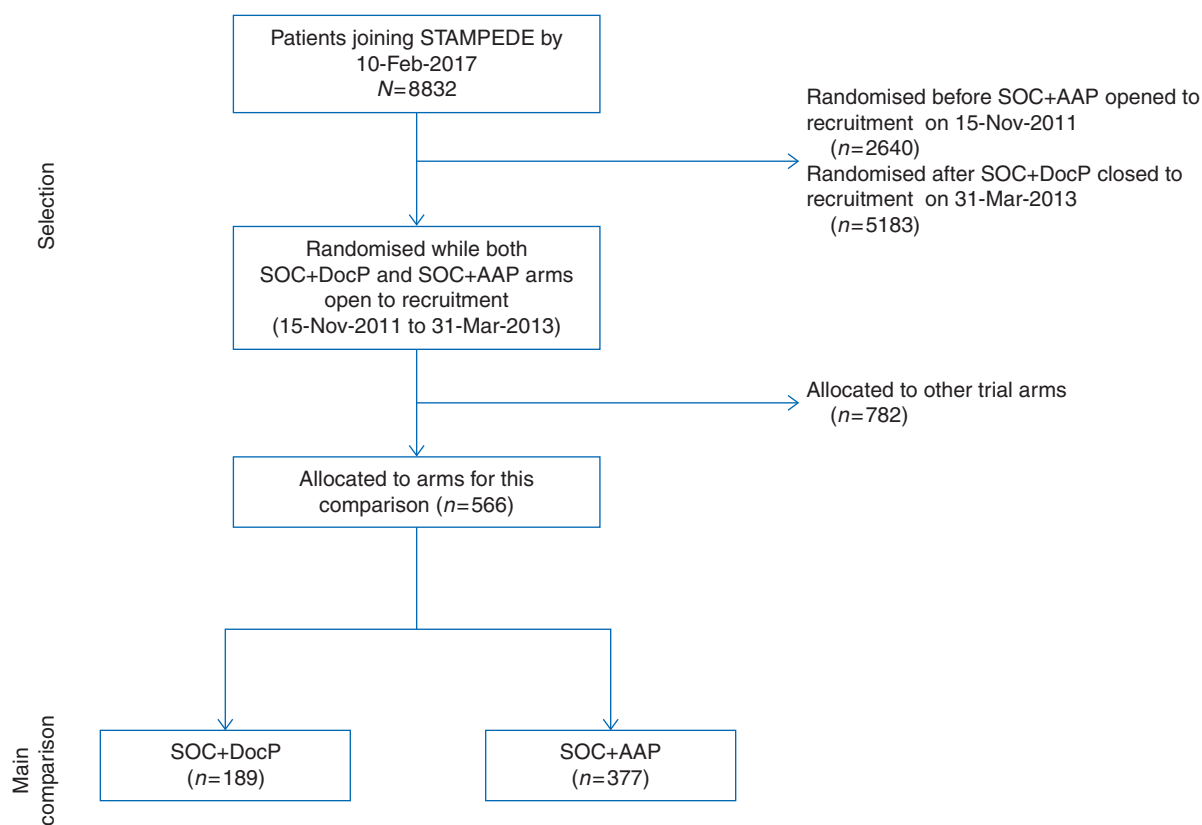 Patients joining STAMPEDE by
10-Feb-2017
N=8832
Randomised before SOC+AAP opened to
recruitment on 15-Nov-2011
(n=2640)
Randomised after SOC+DocP closed to
recruitment on 31-Mar-2013
(n=5183)
Selection
Randomised while both
SOC+DocP and SOC+AAP arms
open to recruitment
(15-Nov-2011 to 31-Mar-2013)
Allocated to other trial arms
(n=782)
Allocated to arms for this
comparison (n=566)
Main
comparison
SOC+DocP
(n=189)
SOC+AAP
(n=377)